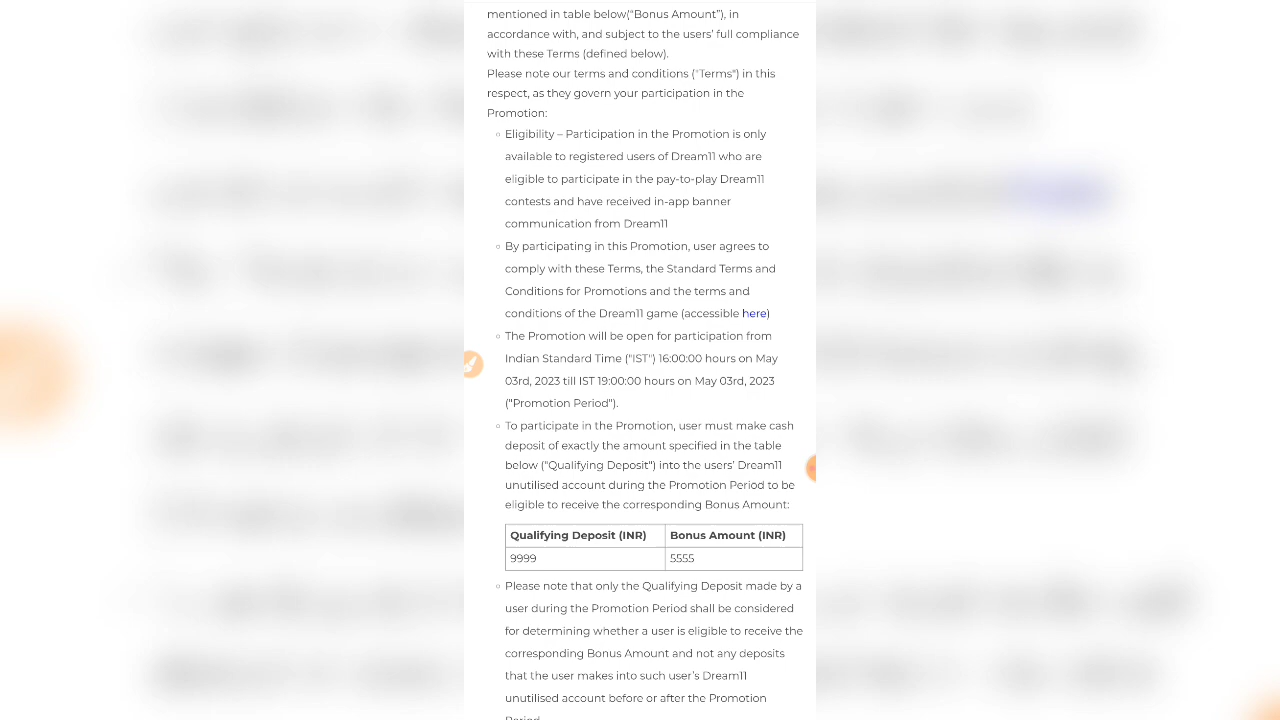 mentioned in table below("Bonus Amount"), in
accordance with, and subject to the users' full compliance
with these Terms (defined below).
Please note our terms and conditions ("Terms") in this
respect, as they govern your participation in the
Promotion:
Eligibility – Participation in the Promotion is only
available to registered users of Dream11 who are
eligible to participate in the pay-to-play Dream11
contests and have received in-app banner
communication from Dream11
By participating in this Promotion, user agrees to
comply with these Terms, the Standard Terms and
Conditions for Promotions and the terms and
conditions of the Dream11 game (accessible here)
The Promotion will be open for participation from
Indian Standard Time ("IST") 16:00:00 hours on May
03rd, 2023 till IST 19:00:00 hours on May 03rd, 2023
("Promotion Period").
To participate in the Promotion, user must make cash
deposit of exactly the amount specified in the table
below ("Qualifying Deposit") into the users' Dream11
unutilised account during the Promotion Period to be
eligible to receive the corresponding Bonus Amount:
Qualifying Deposit (INR) Bonus Amount (INR)
9999 5555
Please note that only the Qualifying Deposit made by a
user during the Promotion Period shall be considered
for determining whether a user is eligible to receive the
corresponding Bonus Amount and not any deposits
that the user makes into such user's Dream11
unutilised account before or after the Promotion
Period